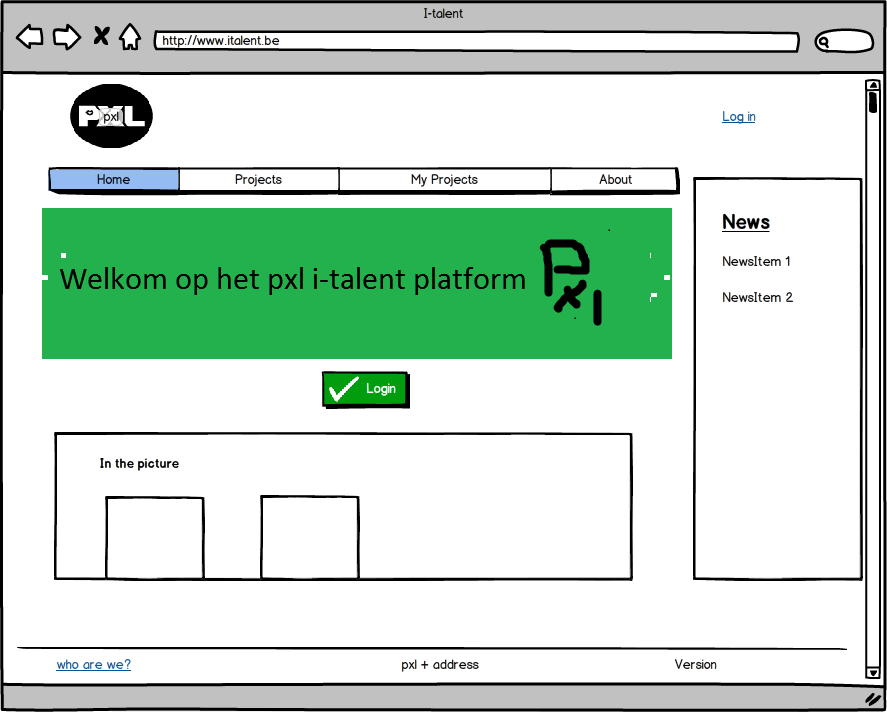 I-talent
http://www.italent.be
PXL
pxl
Log in
Home Projects My Projects About
Welkom op het pxl i-talent platform
Pxl
News
NewsItem 1
NewsItem 2
Login
In the picture
who are we? pxl + address Version